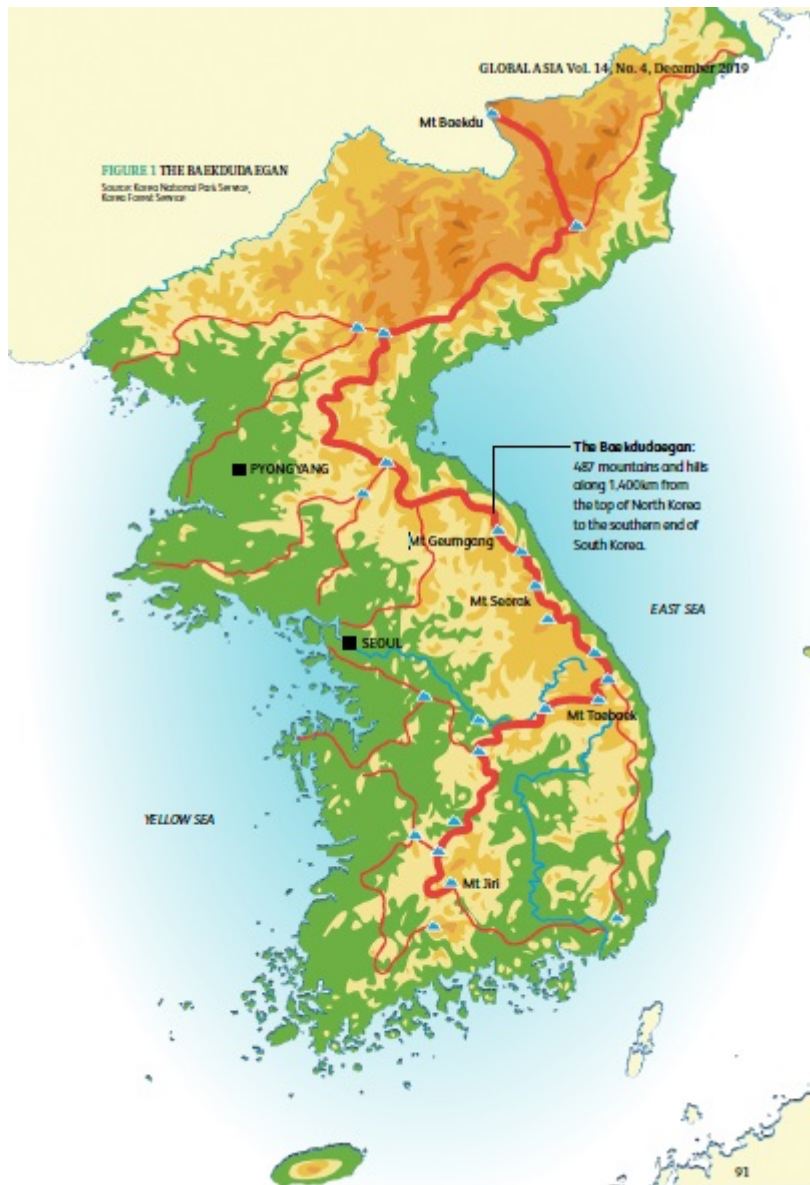 GLOBAL ASIA Vol. 14, No. 4, December 2019
Mt Baekdu
FIGURE 1 THE BAEKDUDAEGAN
Source: Korea National Park Service,
Korea Forest Service
PYONGYANG
The Baekdudaegan:
487 mountains and hills
along 1,400km from
the top of North Korea
to the southern end of
South Korea.
Mt Geumgang
Mt Seorak
EAST SEA
SEOUL
Mt Taebaek
YELLOW SEA
Mt Jiri
91